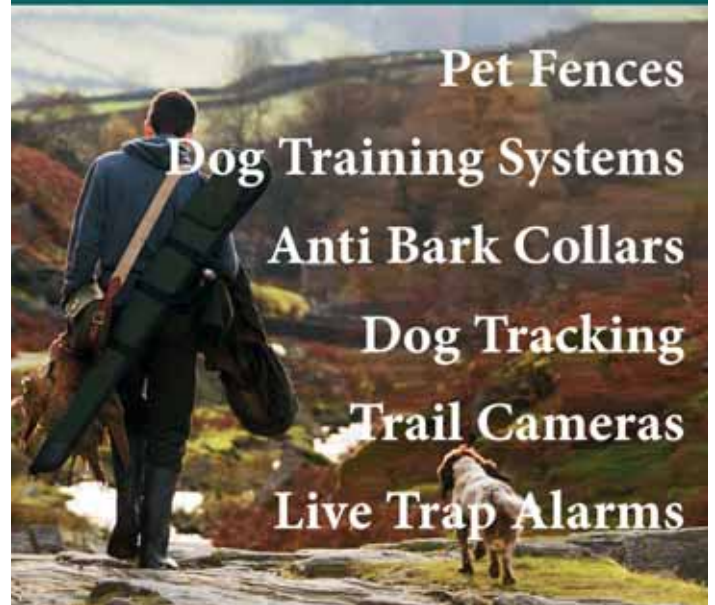 Pet Fences
Dog Training Systems
Anti Bark Collars
Dog Tracking
Trail Cameras
Live Trap Alarms